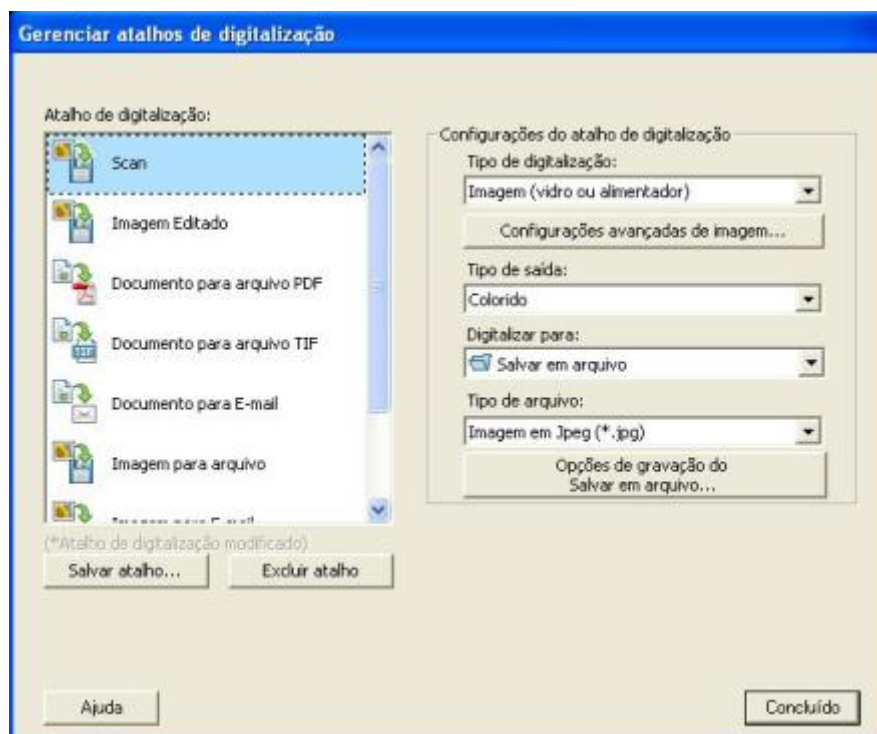 Gerenciar atalhos de digitalização
Atalho de digitalização:
Scan
Imagem Editado
Documento para arquivo PDF
Documento para arquivo TIF
Documento para E-mail
Imagem para arquivo
(*Atalho de digitalização modificado)
Salvar atalho...
Excluir atalho
Configurações do atalho de digitalização
Tipo de digitalização:
Imagem (vidro ou alimentador)
Configurações avançadas de imagem...
Tipo de saída:
Colorido
Digitalizar para:
Salvar em arquivo
Tipo de arquivo:
Imagem em Jpeg (*.jpg)
Opções de gravação do
Salvar em arquivo...
Ajuda
Concluído